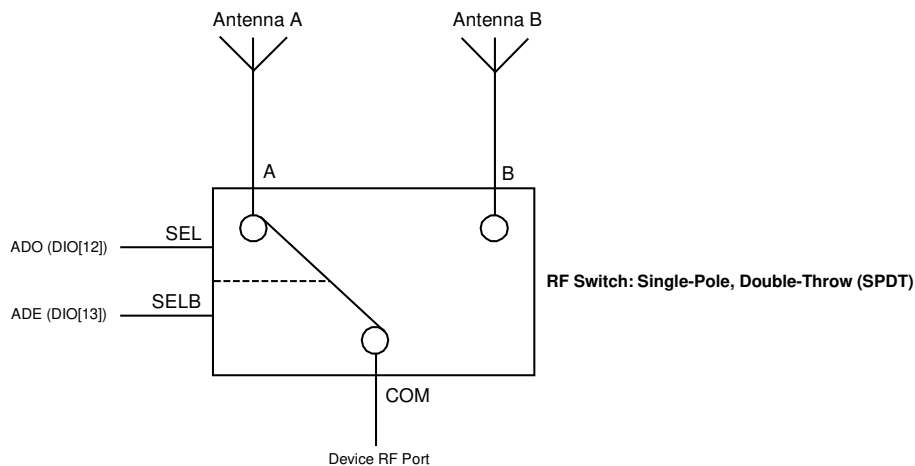 Antenna A
Antenna B
A
B
SEL
ADO (DIO[12])
RF Switch: Single-Pole, Double-Throw (SPDT)
SELB
ADE (DIO[13])
COM
Device RF Port